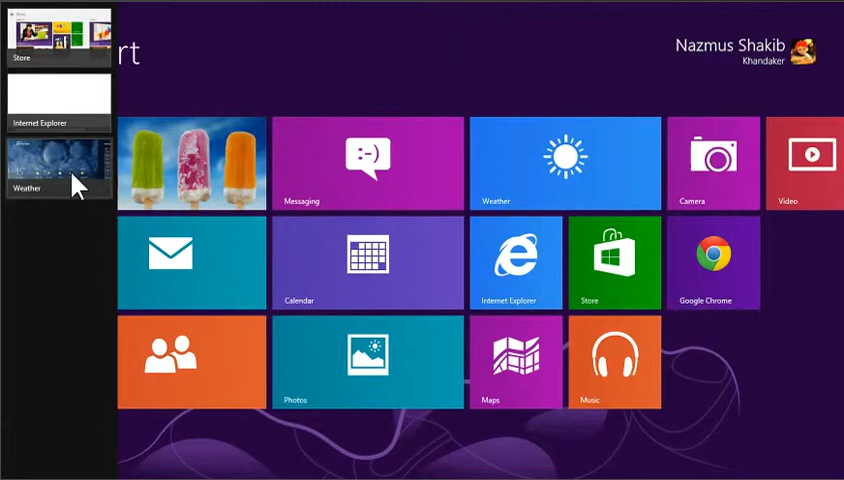 Store
Internet Explorer
Weather
rt
Nazmus Shakib
Khandaker
Messaging
Weather
Camera
Video
Calendar
Internet Explorer
Store
Google Chrome
Photos
Maps
Music